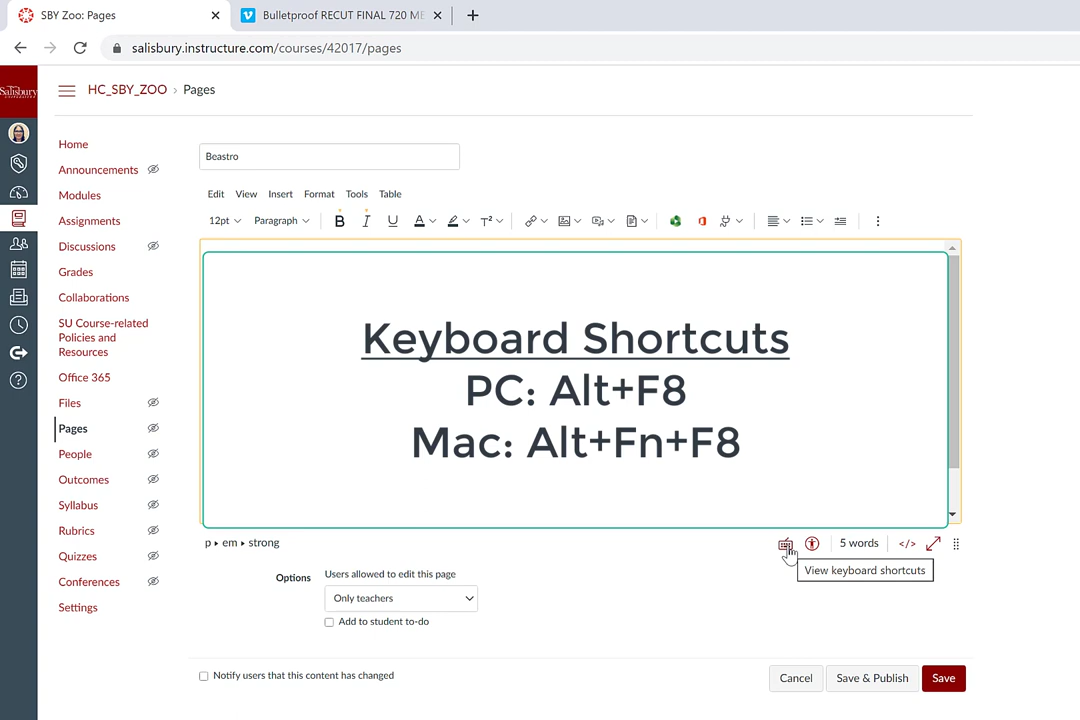 SBY Zoo: Pages
Bulletproof RECUT FINAL 720 ME
salisbury.instructure.com/courses/42017/pages
Salisbury
HC_SBY_ZOO › Pages
Home
Announcements
Modules
Assignments
Discussions
Grades
Collaborations
SU Course-related
Policies and
Resources
Office 365
Files
Pages
People
Outcomes
Syllabus
Rubrics
Quizzes
Conferences
Settings
Beastro
Edit View Insert Format Tools Table
12pt Paragraph B I U A T²
Keyboard Shortcuts
PC: Alt+F8
Mac: Alt+Fn+F8
p ▸ em ▸ strong
5 words </>
View keyboard shortcuts
Options
Users allowed to edit this page
Only teachers
Add to student to-do
Notify users that this content has changed
Cancel Save & Publish Save